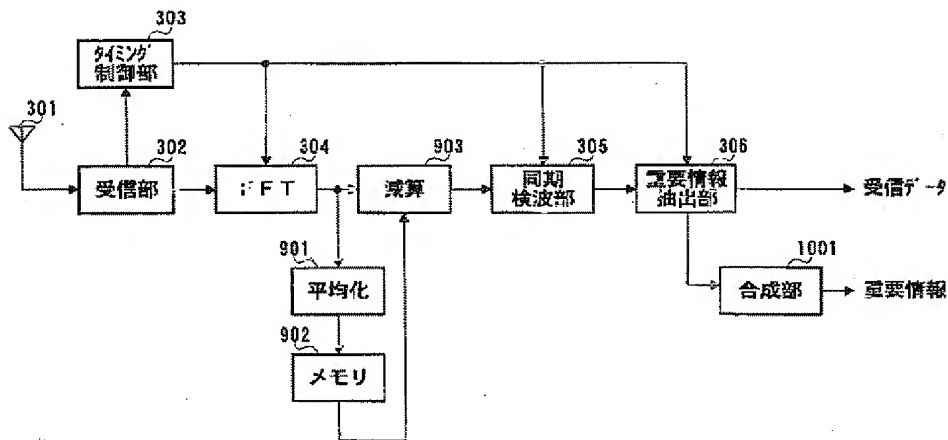 303
タイミング
制御部
301
302
受信部
304
FFT
903
減算
305
同期
検波部
306
重要情報
抽出部
受信データ
901
平均化
1001
合成部
重要情報
902
メモリ